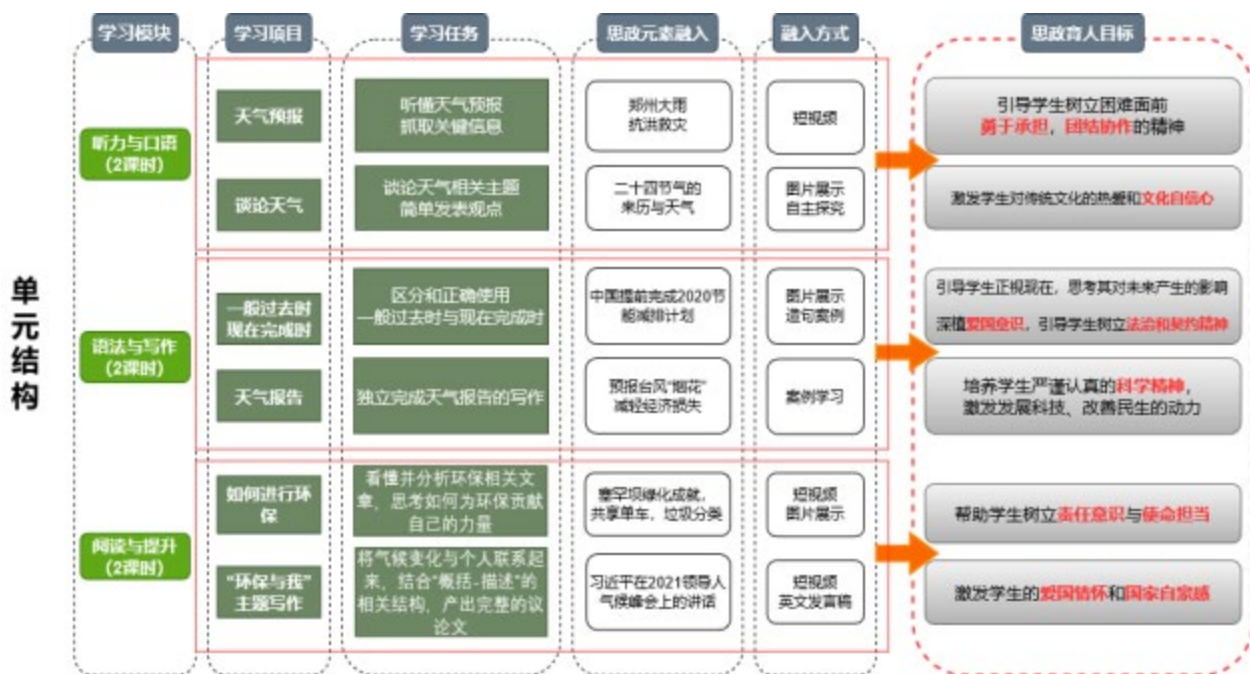 学习模块
学习项目
学习任务
思政元素融入
融入方式
思政育人目标
单元结构
听力与口语
(2课时)
天气预报
听懂天气预报
抓取关键信息
郑州大雨
抗洪救灾
短视频
引导学生树立困难面前
勇于承担，团结协作的精神
谈论天气
谈论天气相关主题
简单发表观点
二十四节气的
来历与天气
图片展示
自主探究
激发学生对传统文化的热爱和文化自信心
语法与写作
(2课时)
一般过去时
现在完成时
区分和正确使用
一般过去时与现在完成时
中国提前完成2020节
能减排计划
图片展示
造句案例
引导学生正视现在，思考其对未来产生的影响
深植爱国意识，引导学生树立法治和契约精神
天气报告
独立完成天气报告的写作
预报台风“烟花”
减轻经济损失
案例学习
培养学生严谨认真的科学精神，
激发发展科技、改善民生的动力
阅读与提升
(2课时)
如何进行环
保
看懂并分析环保相关文
章，思考如何为环保贡献
自己的力量
塞罕坝绿化成就，
共享单车，垃圾分类
短视频
图片展示
帮助学生树立责任意识与使命担当
“环保与我”
主题写作
将气候变化与个人联系起
来，结合“概括-描述”的
相关结构，产出完整的议
论文
习近平在2021领导人
气候峰会上的讲话
短视频
英文发言稿
激发学生的爱国情怀和国家自豪感